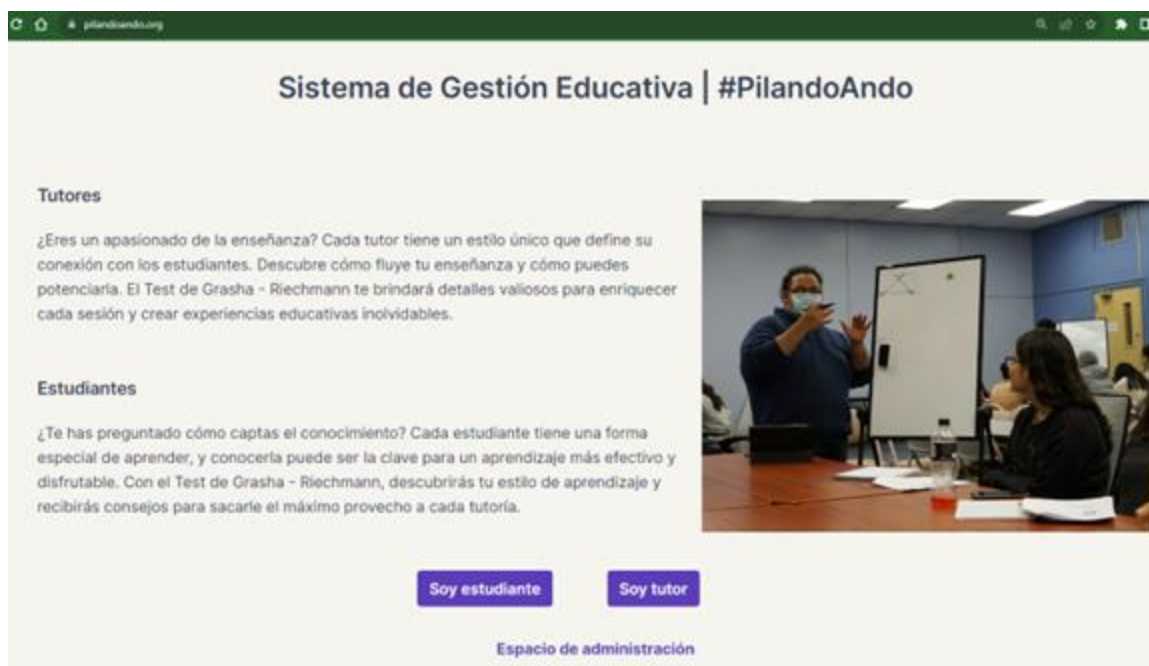 pilandoando.org
Sistema de Gestión Educativa | #PilandoAndo
Tutores
¿Eres un apasionado de la enseñanza? Cada tutor tiene un estilo único que define su
conexión con los estudiantes. Descubre cómo fluye tu enseñanza y cómo puedes
potenciarla. El Test de Grasha - Riechmann te brindará detalles valiosos para enriquecer
cada sesión y crear experiencias educativas inolvidables.
Estudiantes
¿Te has preguntado cómo captas el conocimiento? Cada estudiante tiene una forma
especial de aprender, y conocerla puede ser la clave para un aprendizaje más efectivo y
disfrutable. Con el Test de Grasha - Riechmann, descubrirás tu estilo de aprendizaje y
recibirás consejos para sacarle el máximo provecho a cada tutoría.
Soy estudiante
Soy tutor
Espacio de administración